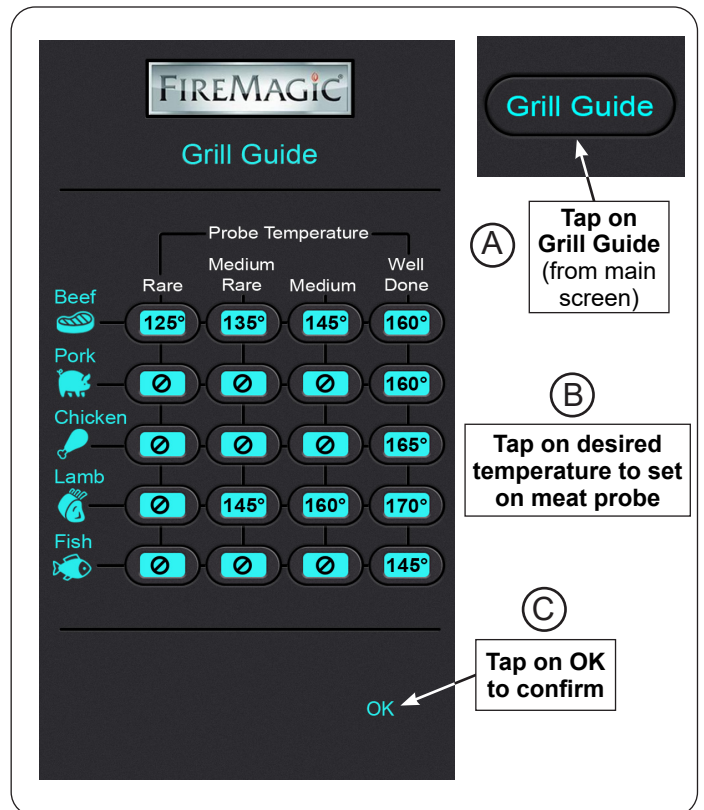 FIREMAGIC®
Grill Guide
Probe Temperature
Rare Medium Rare Medium Well Done
Beef
125° 135° 145° 160°
Pork
160°
Chicken
165°
Lamb
145° 160° 170°
Fish
145°
OK
Grill Guide
A
Tap on
Grill Guide
(from main
screen)
B
Tap on desired
temperature to set
on meat probe
C
Tap on OK
to confirm